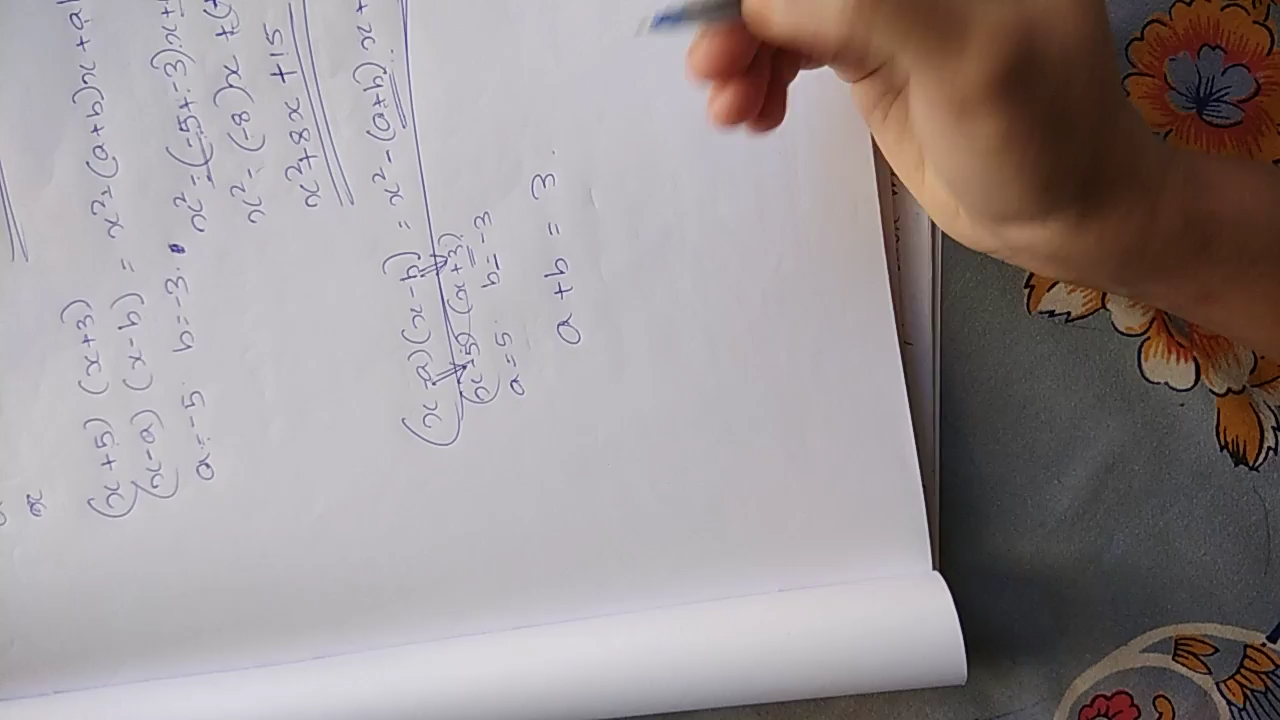 x
(x+5) (x+3)
(x-a) (x-b) = x² - (a+b)x + a
a = -5 b = -3. x² - (-5+-3)x +
x² - (-8)x + (
x² + 8x + 15
(x-a)(x-b) = x² - (a+b) x +
(x-5) (x+3).
a = 5. b = -3
a + b = 3.